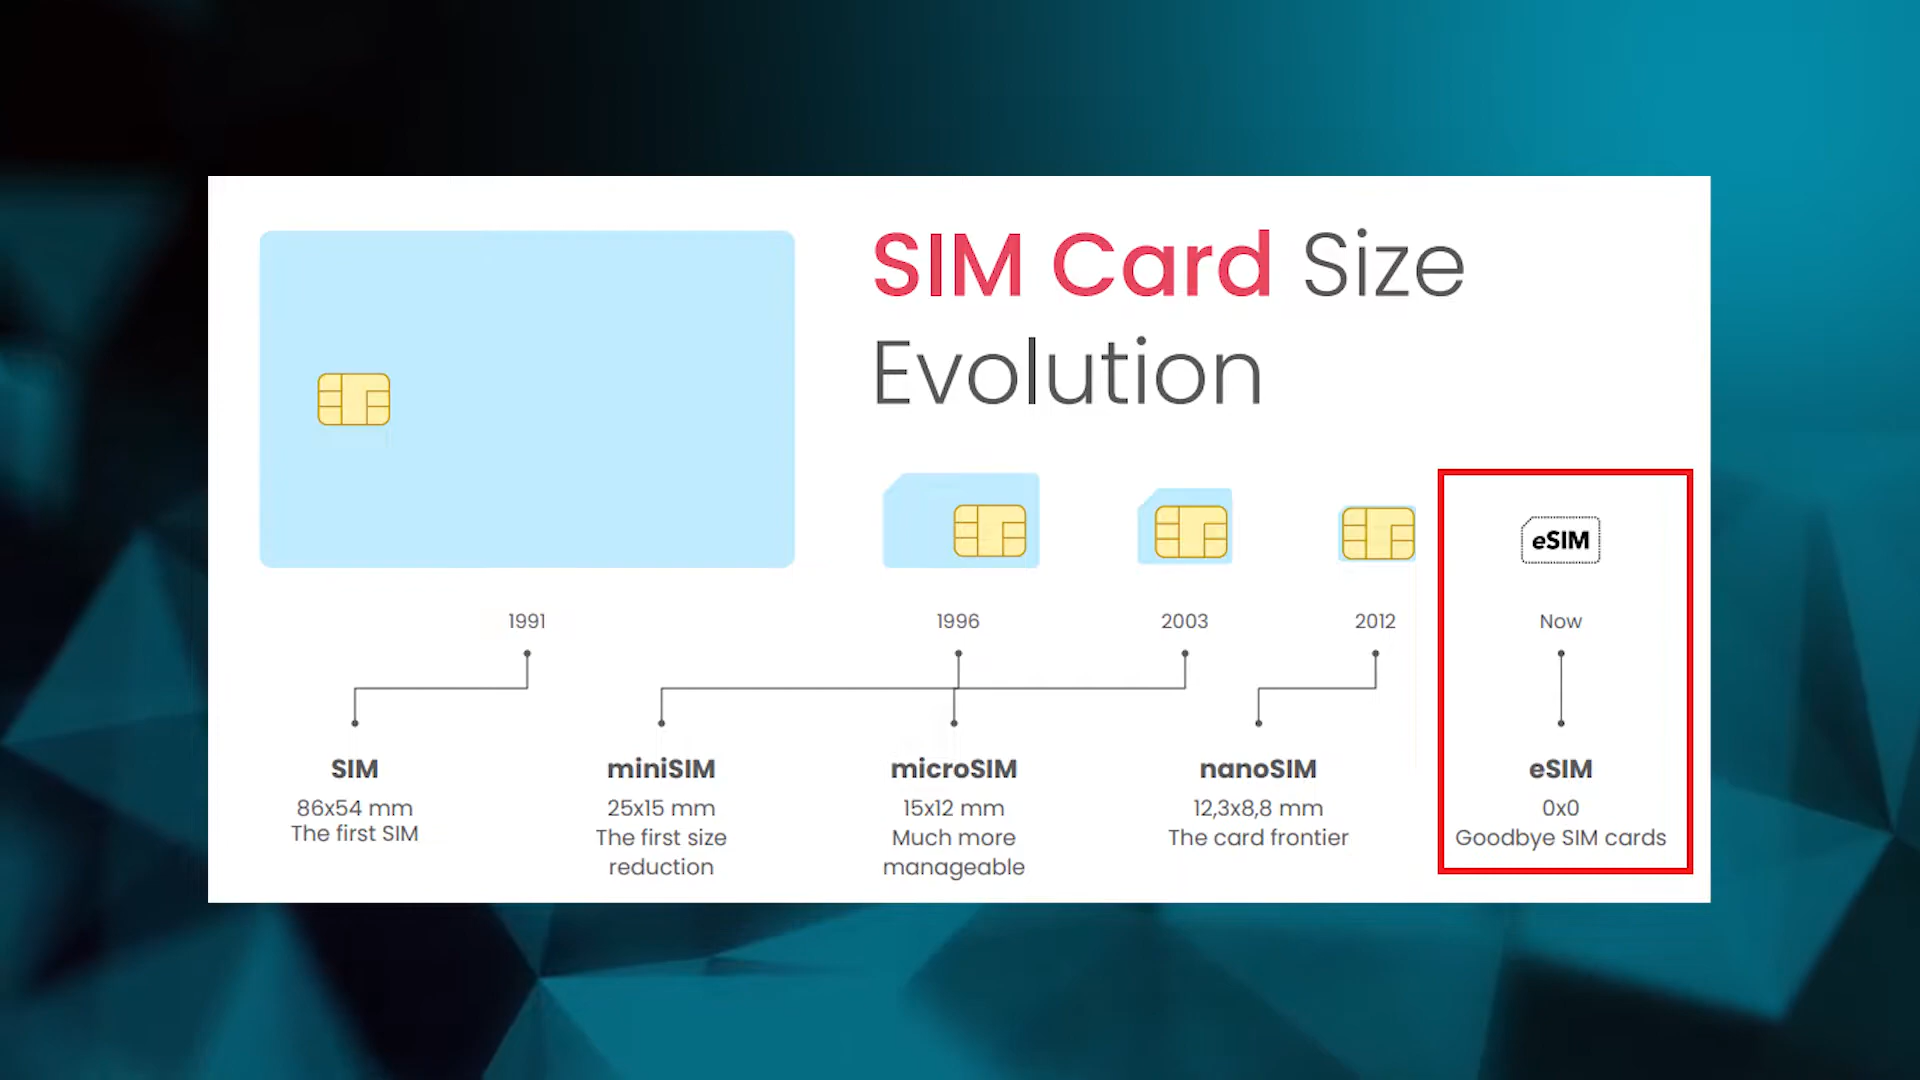 SIM Card Size
Evolution
eSIM
1991
1996
2003
2012
Now
SIM
86x54 mm
The first SIM
miniSIM
25x15 mm
The first size
reduction
microSIM
15x12 mm
Much more
manageable
nanoSIM
12,3x8,8 mm
The card frontier
eSIM
0x0
Goodbye SIM cards